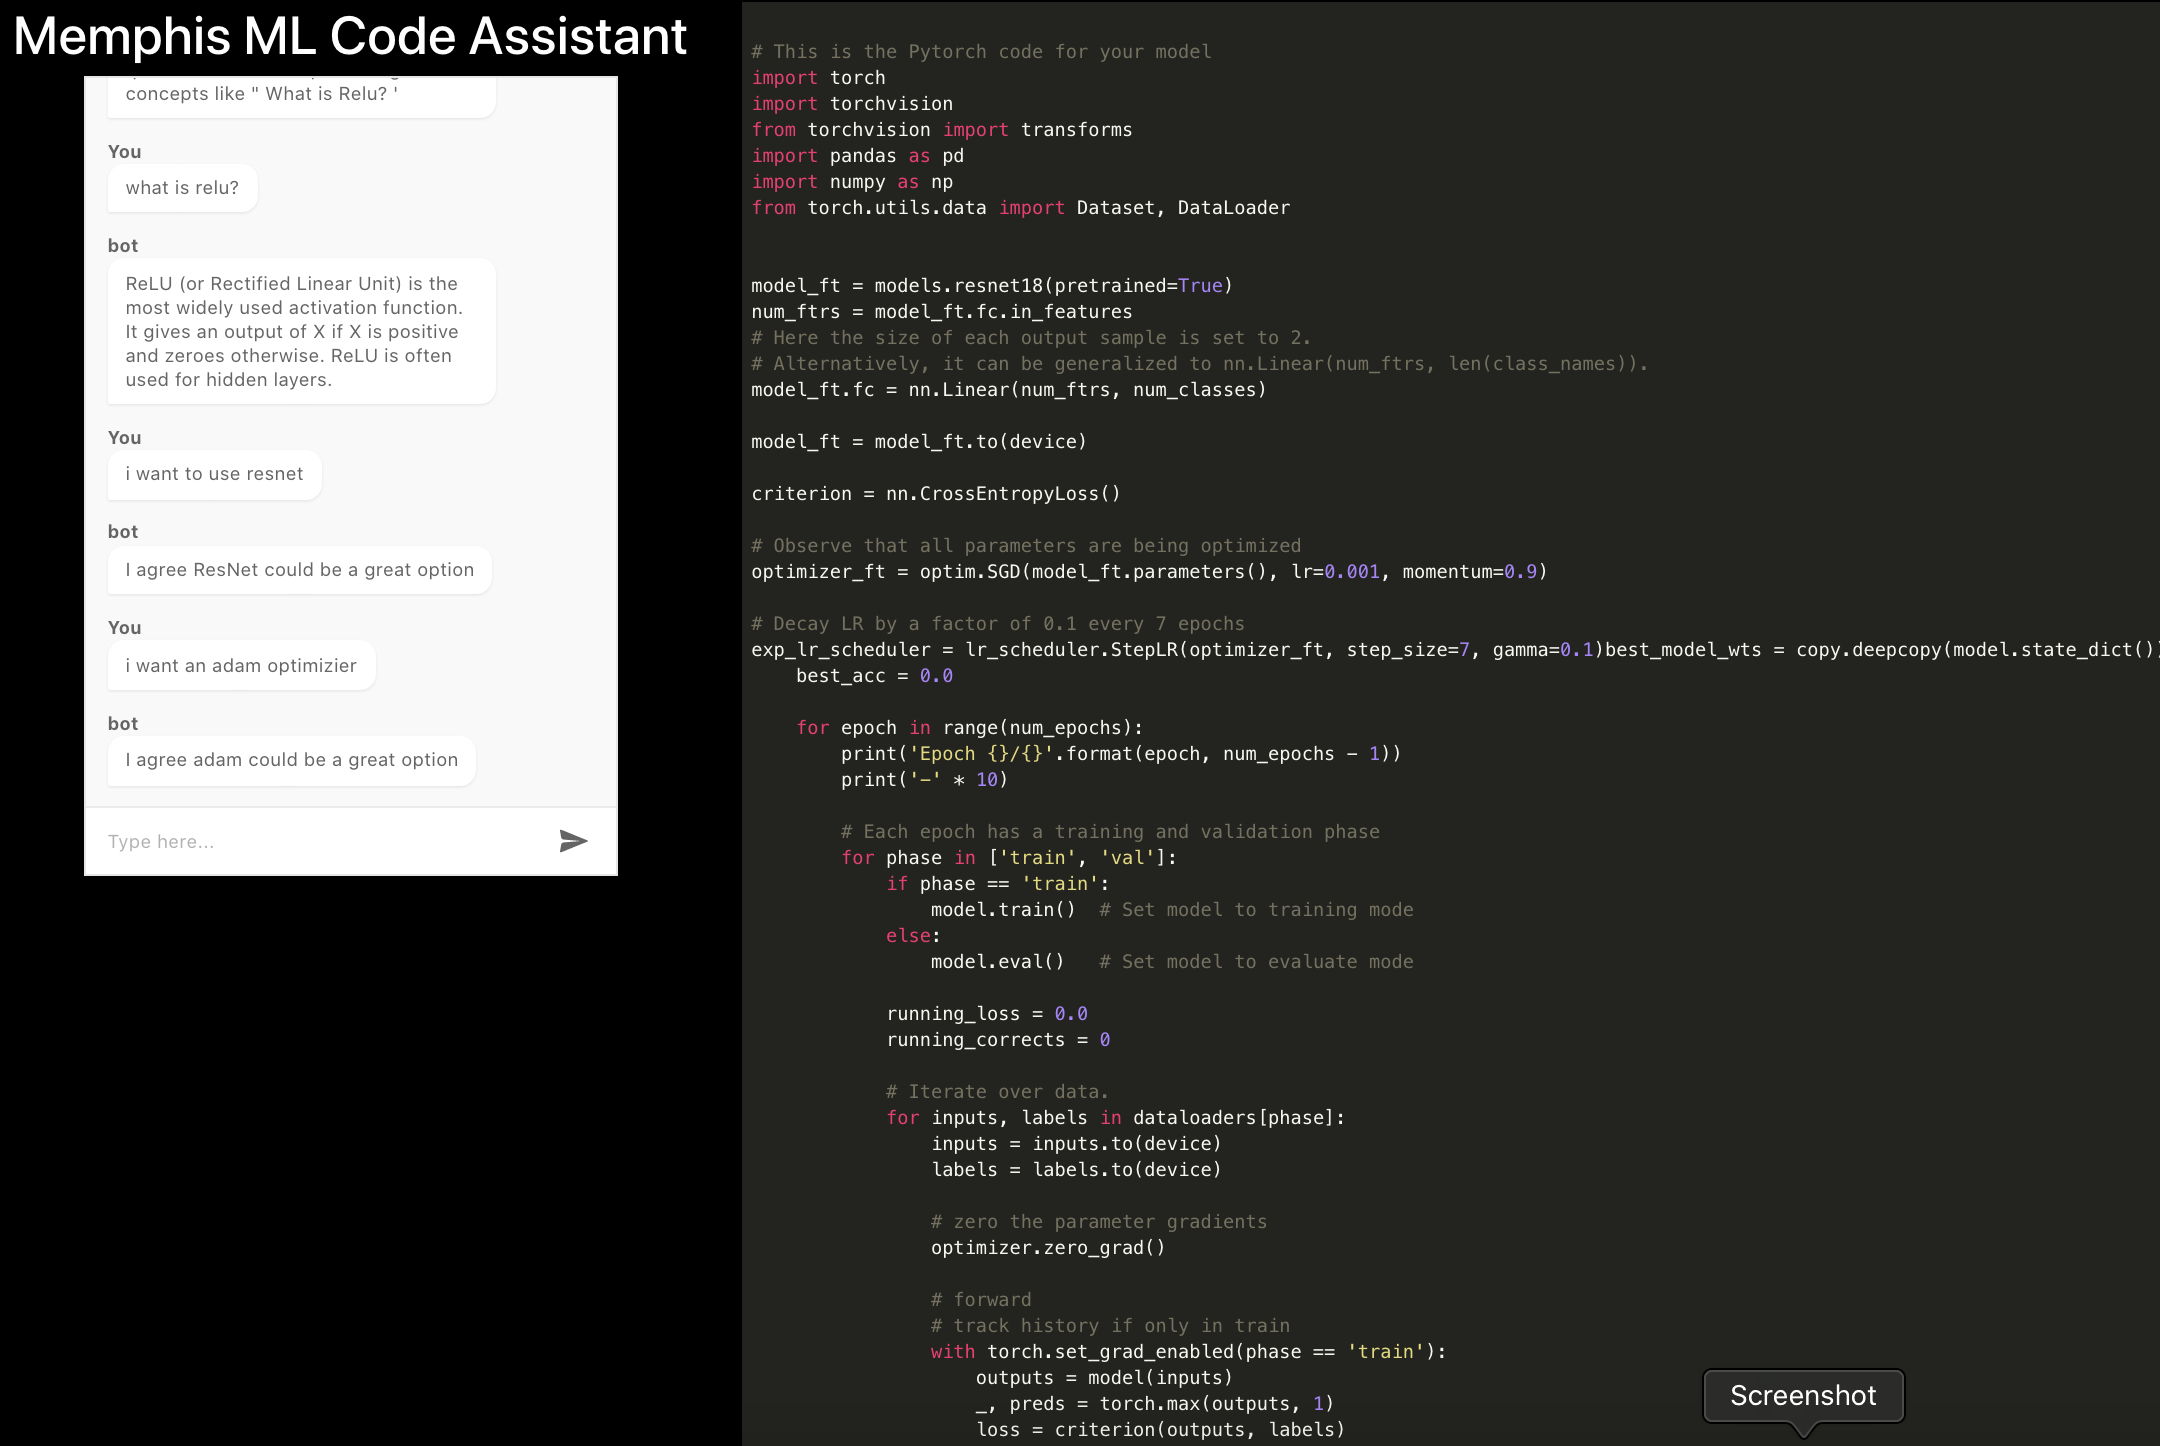 Memphis ML Code Assistant
concepts like " What is Relu? '
You
what is relu?
bot
ReLU (or Rectified Linear Unit) is the
most widely used activation function.
It gives an output of X if X is positive
and zeroes otherwise. ReLU is often
used for hidden layers.
You
i want to use resnet
bot
I agree ResNet could be a great option
You
i want an adam optimizier
bot
I agree adam could be a great option
Type here...
# This is the Pytorch code for your model
import torch
import torchvision
from torchvision import transforms
import pandas as pd
import numpy as np
from torch.utils.data import Dataset, DataLoader
model_ft = models.resnet18(pretrained=True)
num_ftrs = model_ft.fc.in_features
# Here the size of each output sample is set to 2.
# Alternatively, it can be generalized to nn.Linear(num_ftrs, len(class_names)).
model_ft.fc = nn.Linear(num_ftrs, num_classes)
model_ft = model_ft.to(device)
criterion = nn.CrossEntropyLoss()
# Observe that all parameters are being optimized
optimizer_ft = optim.SGD(model_ft.parameters(), lr=0.001, momentum=0.9)
# Decay LR by a factor of 0.1 every 7 epochs
exp_lr_scheduler = lr_scheduler.StepLR(optimizer_ft, step_size=7, gamma=0.1)best_model_wts = copy.deepcopy(model.state_dict())
    best_acc = 0.0
    for epoch in range(num_epochs):
        print('Epoch {}/{}'.format(epoch, num_epochs - 1))
        print('-' * 10)
        # Each epoch has a training and validation phase
        for phase in ['train', 'val']:
            if phase == 'train':
                model.train()  # Set model to training mode
            else:
                model.eval()   # Set model to evaluate mode
            running_loss = 0.0
            running_corrects = 0
            # Iterate over data.
            for inputs, labels in dataloaders[phase]:
                inputs = inputs.to(device)
                labels = labels.to(device)
                # zero the parameter gradients
                optimizer.zero_grad()
                # forward
                # track history if only in train
                with torch.set_grad_enabled(phase == 'train'):
                    outputs = model(inputs)
                    _, preds = torch.max(outputs, 1)
                    loss = criterion(outputs, labels)
Screenshot